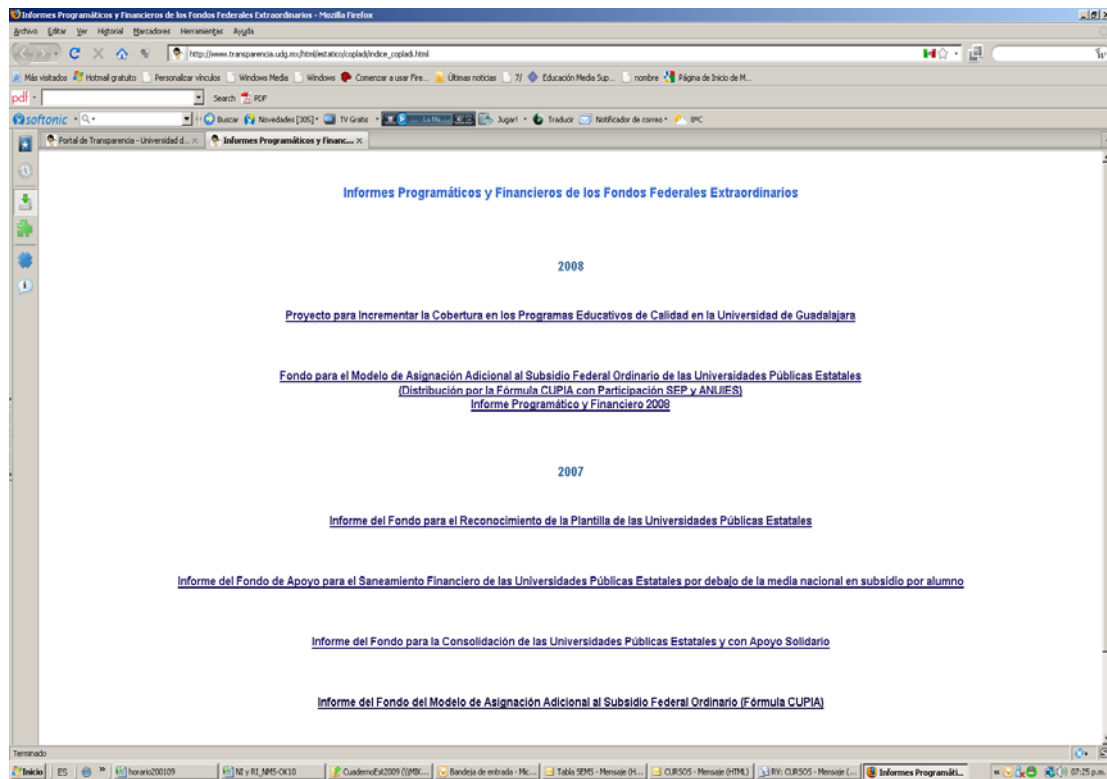 Informes Programáticos y Financieros de los Fondos Federales Extraordinarios - Mozilla Firefox
Archivo Editar Ver Historial Marcadores Herramientas Ayuda
http://www.transparencia.udg.mx/html/estatico/copladi/indice_copladi.html
Más visitados Hotmail gratuito Personalizar vínculos Windows Media Windows Comenzar a usar Fire... Últimas noticias 7/ Educación Media Sup... nombre Página de Inicio de M...
pdf Search PDF
softonic Buscar Novedades [305] TV Gratis Jugar! Traducir Notificador de correo 8ºC
Portal de Transparencia - Universidad d... Informes Programáticos y Financ...
Informes Programáticos y Financieros de los Fondos Federales Extraordinarios
2008
Proyecto para Incrementar la Cobertura en los Programas Educativos de Calidad en la Universidad de Guadalajara
Fondo para el Modelo de Asignación Adicional al Subsidio Federal Ordinario de las Universidades Públicas Estatales
(Distribución por la Fórmula CUPIA con Participación SEP y ANUIES)
Informe Programático y Financiero 2008
2007
Informe del Fondo para el Reconocimiento de la Plantilla de las Universidades Públicas Estatales
Informe del Fondo de Apoyo para el Saneamiento Financiero de las Universidades Públicas Estatales por debajo de la media nacional en subsidio por alumno
Informe del Fondo para la Consolidación de las Universidades Públicas Estatales y con Apoyo Solidario
Informe del Fondo del Modelo de Asignación Adicional al Subsidio Federal Ordinario (Fórmula CUPIA)
Terminado
Inicio ES horario200109 NI y RI_NMS-OK10 CuadernoEst2009 (\\MIX... Bandeja de entrada - Mic... Tabla SEMS - Mensaje (H... CURSOS - Mensaje (HTML) RV: CURSOS - Mensaje (... Informes Programáti... 07:25 p.m.